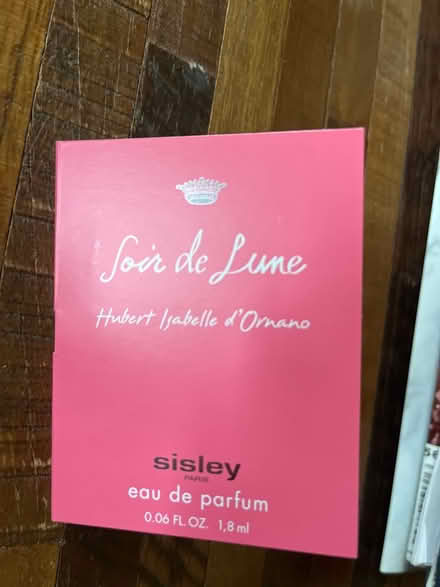 Soir de Lune
Hubert Isabelle d'Ornano
sisley
PARIS
eau de parfum
0.06 FL. OZ. 1,8 ml